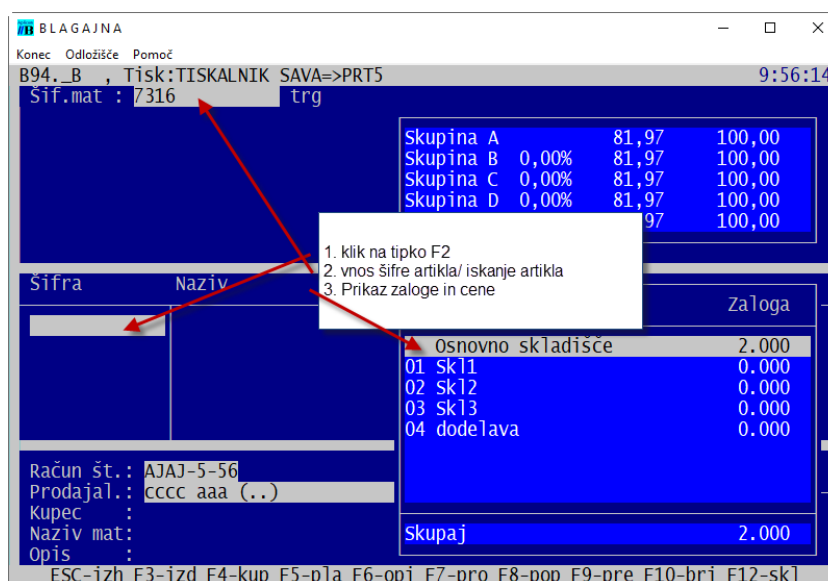 BLAGAJNA
Konec Odložišče Pomoč
B94._B , Tisk:TISKALNIK SAVA=>PRT5 9:56:14
Šif.mat : 7316 trg
Skupina A 81,97 100,00
Skupina B 0,00% 81,97 100,00
Skupina C 0,00% 81,97 100,00
Skupina D 0,00% 81,97 100,00
97 100,00
1. klik na tipko F2
2. vnos šifre artikla/ iskanje artikla
3. Prikaz zaloge in cene
Šifra Naziv
Zaloga
Osnovno skladišče 2.000
01 Skl1 0.000
02 Skl2 0.000
03 Skl3 0.000
04 dodelava 0.000
Račun št.: AJAJ-5-56
Prodajal.: cccc aaa (..)
Kupec :
Naziv mat:
Opis :
Skupaj 2.000
ESC-izh F3-izd F4-kup F5-pla F6-opi F7-pro F8-pop F9-pre F10-bri F12-skl